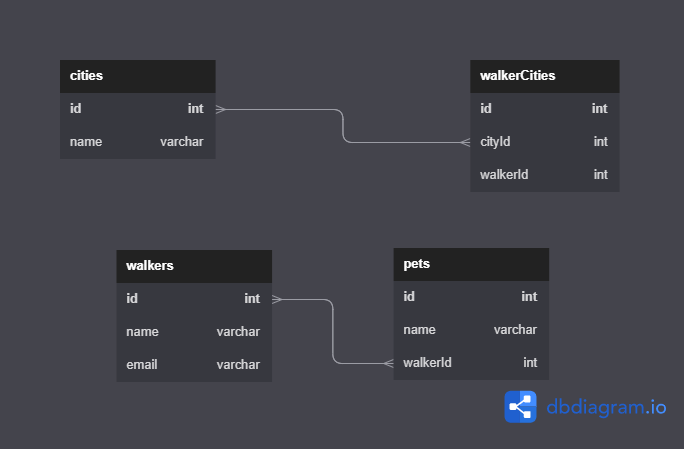 cities
id int
name varchar
walkerCities
id int
cityId int
walkerId int
walkers
id int
name varchar
email varchar
pets
id int
name varchar
walkerId int
dbdiagram.io